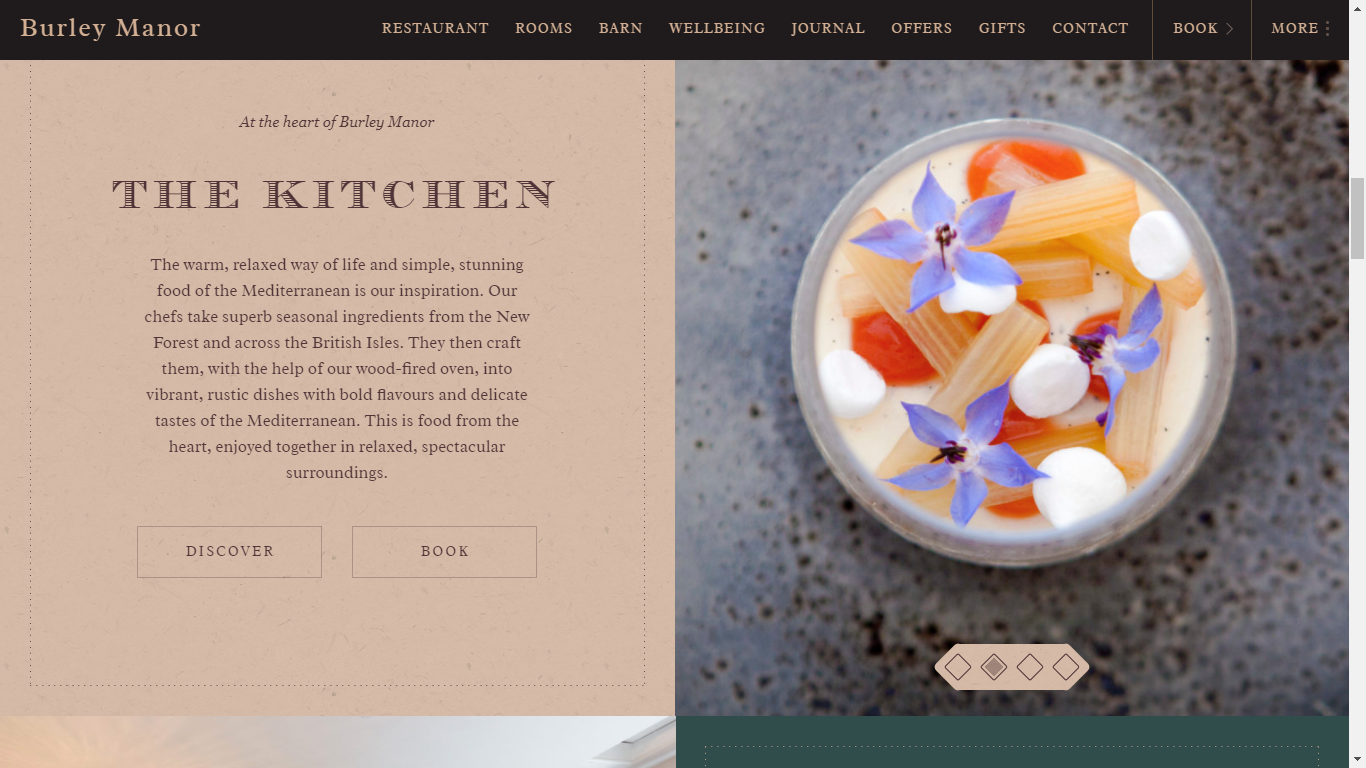 Burley Manor
RESTAURANT ROOMS BARN WELLBEING JOURNAL OFFERS GIFTS CONTACT BOOK MORE
At the heart of Burley Manor
THE KITCHEN
The warm, relaxed way of life and simple, stunning
food of the Mediterranean is our inspiration. Our
chefs take superb seasonal ingredients from the New
Forest and across the British Isles. They then craft
them, with the help of our wood-fired oven, into
vibrant, rustic dishes with bold flavours and delicate
tastes of the Mediterranean. This is food from the
heart, enjoyed together in relaxed, spectacular
surroundings.
DISCOVER BOOK